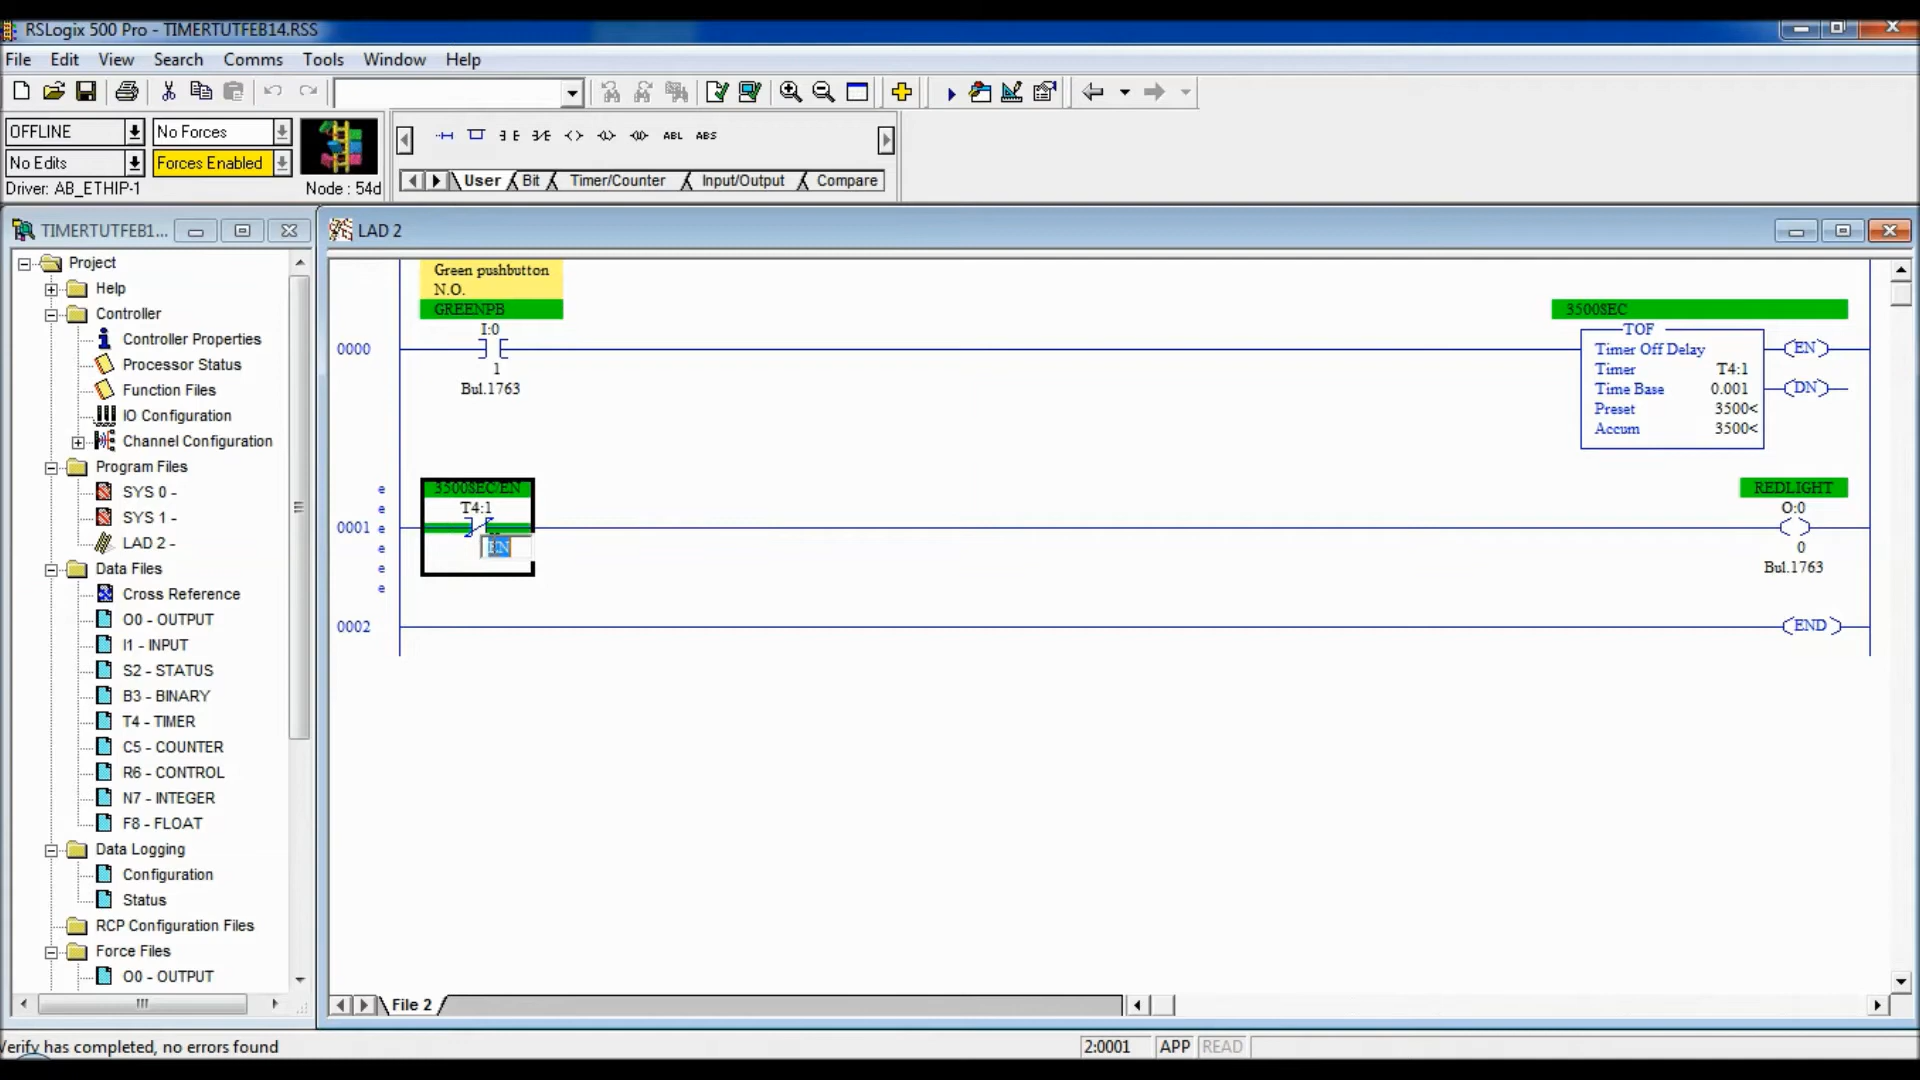 RSLogix 500 Pro - TIMERTUTFEB14.RSS
File Edit View Search Comms Tools Window Help
OFFLINE No Forces
No Edits Forces Enabled
Driver: AB_ETHIP-1 Node : 54d
ABL ABS
User Bit Timer/Counter Input/Output Compare
TIMERTUTFEB1...
Project
Help
Controller
Controller Properties
Processor Status
Function Files
IO Configuration
Channel Configuration
Program Files
SYS 0 -
SYS 1 -
LAD 2 -
Data Files
Cross Reference
O0 - OUTPUT
I1 - INPUT
S2 - STATUS
B3 - BINARY
T4 - TIMER
C5 - COUNTER
R6 - CONTROL
N7 - INTEGER
F8 - FLOAT
Data Logging
Configuration
Status
RCP Configuration Files
Force Files
O0 - OUTPUT
LAD 2
Green pushbutton
N.O.
GREENPB
I:0
0000
1
Bul.1763
3500SEC
TOF
Timer Off Delay
Timer T4:1
Time Base 0.001
Preset 3500<
Accum 3500<
EN
DN
e
e
e
e
e
e
3500SEC/EN
T4:1
0001
EN
REDLIGHT
O:0
0
Bul.1763
0002
END
File 2
Verify has completed, no errors found
2:0001 APP READ